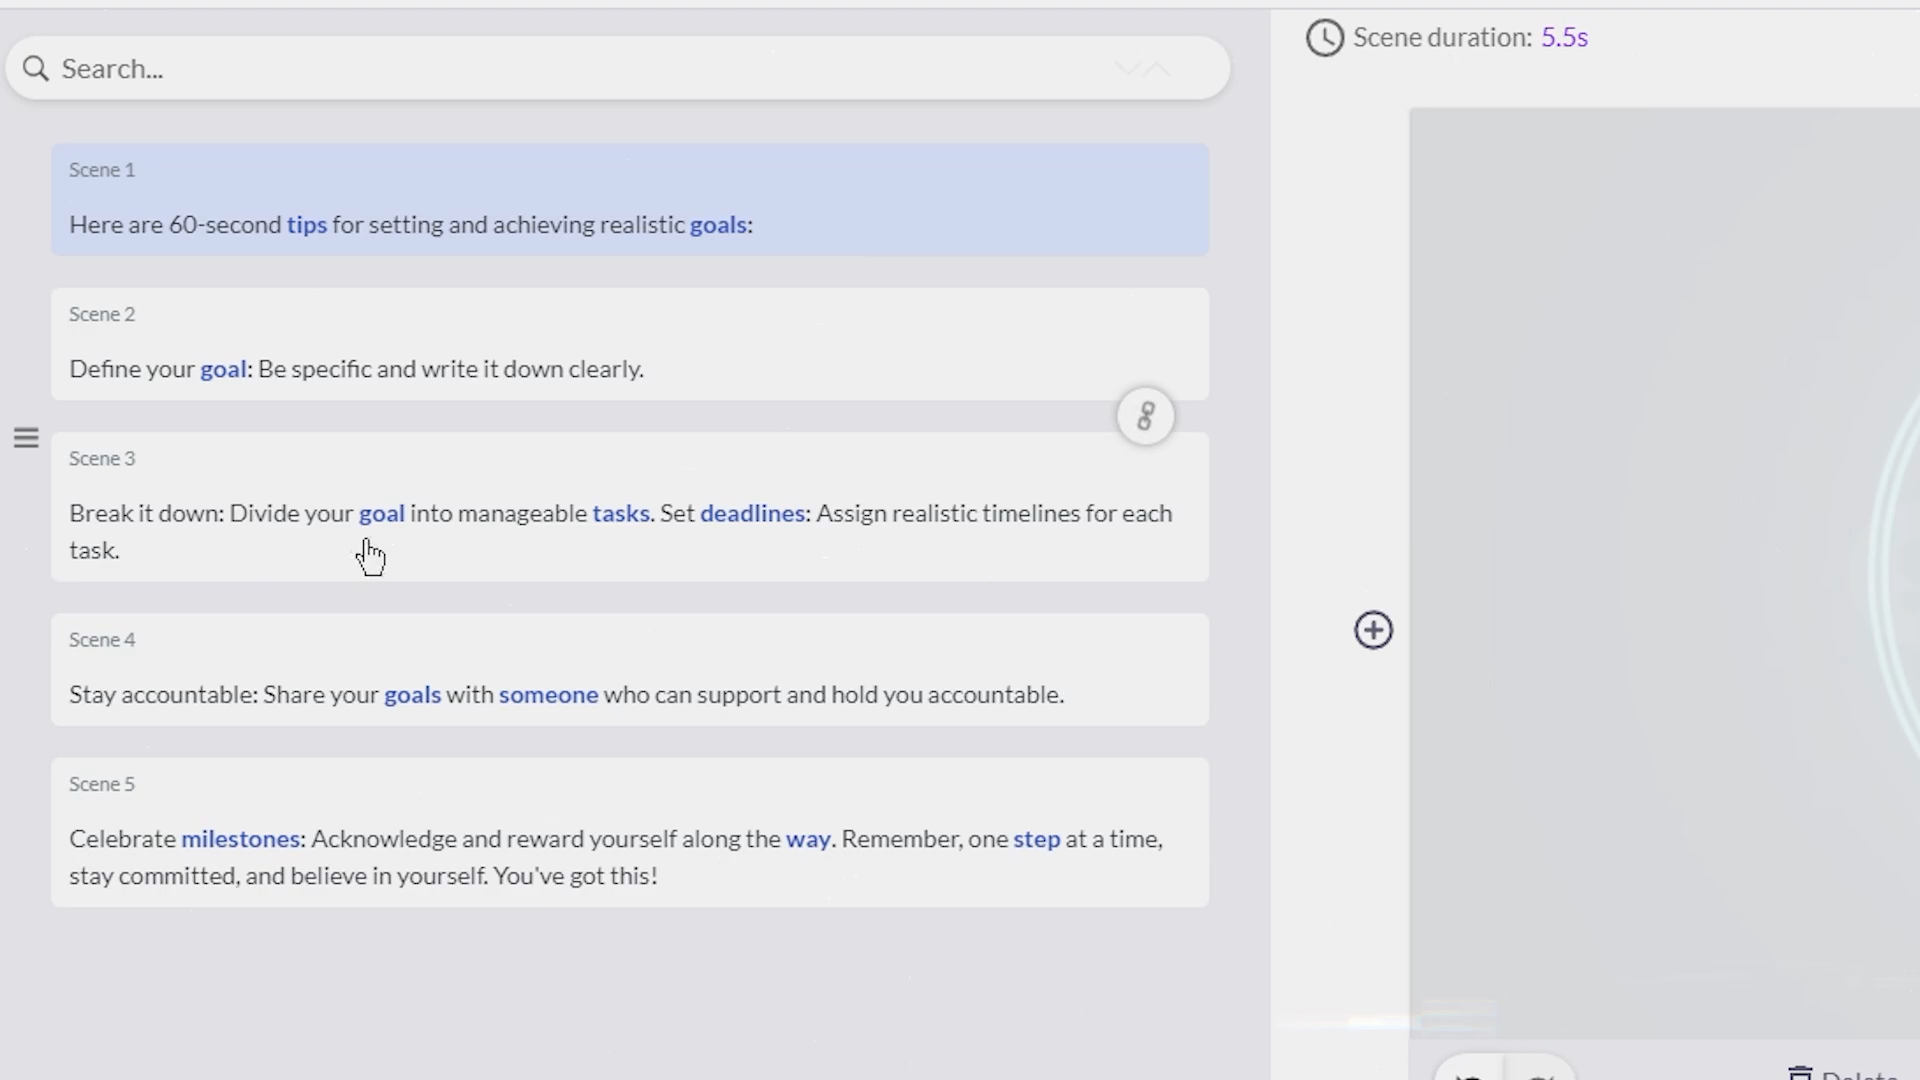 Search...
Scene duration: 5.5s
Scene 1
Here are 60-second tips for setting and achieving realistic goals:
Scene 2
Define your goal: Be specific and write it down clearly.
Scene 3
Break it down: Divide your goal into manageable tasks. Set deadlines: Assign realistic timelines for each
task.
Scene 4
Stay accountable: Share your goals with someone who can support and hold you accountable.
Scene 5
Celebrate milestones: Acknowledge and reward yourself along the way. Remember, one step at a time,
stay committed, and believe in yourself. You've got this!
Delete